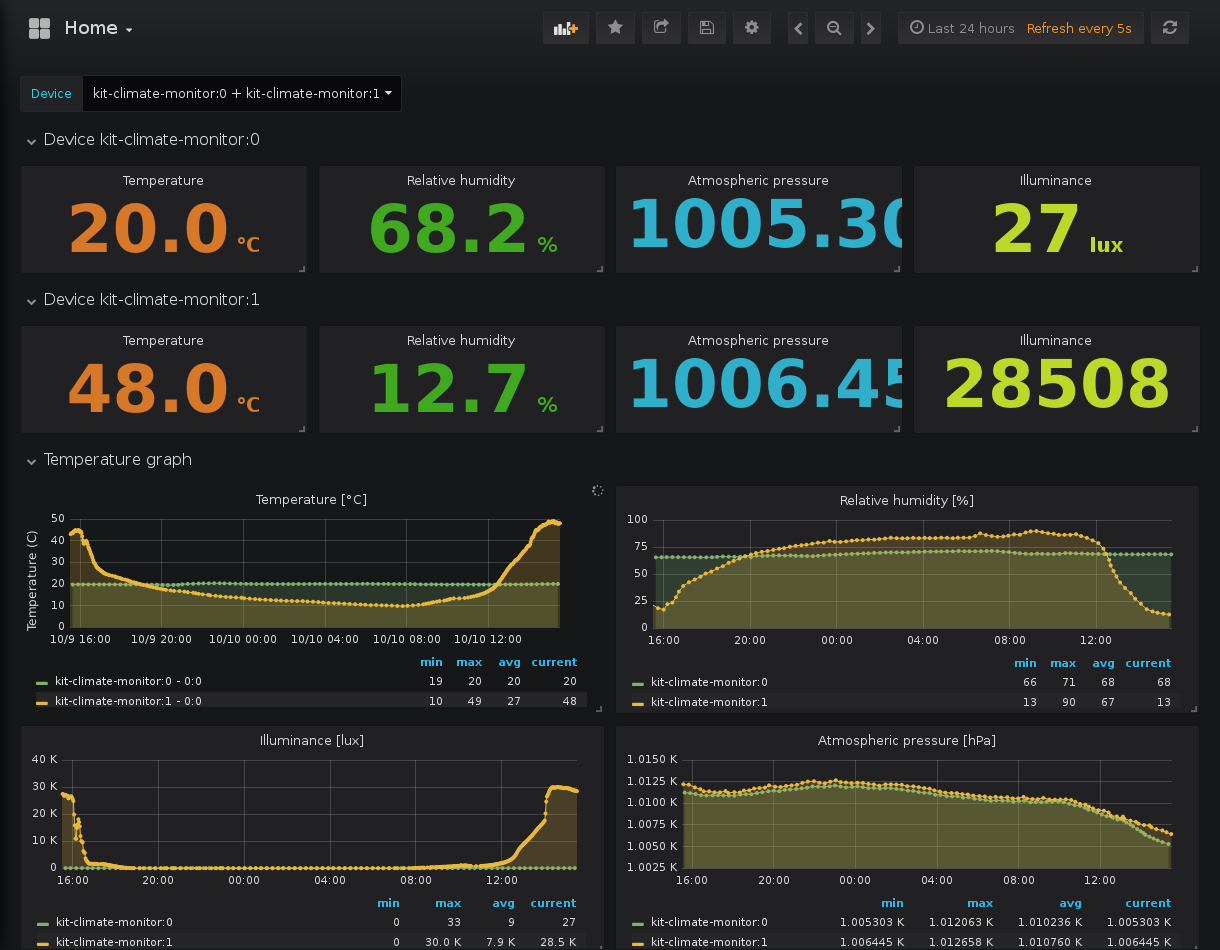 Home
Last 24 hours Refresh every 5s
Device kit-climate-monitor:0 + kit-climate-monitor:1
Device kit-climate-monitor:0
Temperature Relative humidity Atmospheric pressure Illuminance
20.0 °C 68.2 % 1005.30 27 lux
Device kit-climate-monitor:1
Temperature Relative humidity Atmospheric pressure Illuminance
48.0 °C 12.7 % 1006.45 28508
Temperature graph
Temperature [°C]
Temperature (C)
50
40
30
20
10
0
10/9 16:00 10/9 20:00 10/10 00:00 10/10 04:00 10/10 08:00 10/10 12:00
min max avg current
kit-climate-monitor:0 - 0:0 19 20 20 20
kit-climate-monitor:1 - 0:0 10 49 27 48
Relative humidity [%]
100
75
50
25
0
16:00 20:00 00:00 04:00 08:00 12:00
min max avg current
kit-climate-monitor:0 66 71 68 68
kit-climate-monitor:1 13 90 67 13
Illuminance [lux]
40 K
30 K
20 K
10 K
0
16:00 20:00 00:00 04:00 08:00 12:00
min max avg current
kit-climate-monitor:0 0 33 9 27
kit-climate-monitor:1 0 30.0 K 7.9 K 28.5 K
Atmospheric pressure [hPa]
1.0150 K
1.0125 K
1.0100 K
1.0075 K
1.0050 K
1.0025 K
16:00 20:00 00:00 04:00 08:00 12:00
min max avg current
kit-climate-monitor:0 1.005303 K 1.012063 K 1.010236 K 1.005303 K
kit-climate-monitor:1 1.006445 K 1.012658 K 1.010760 K 1.006445 K